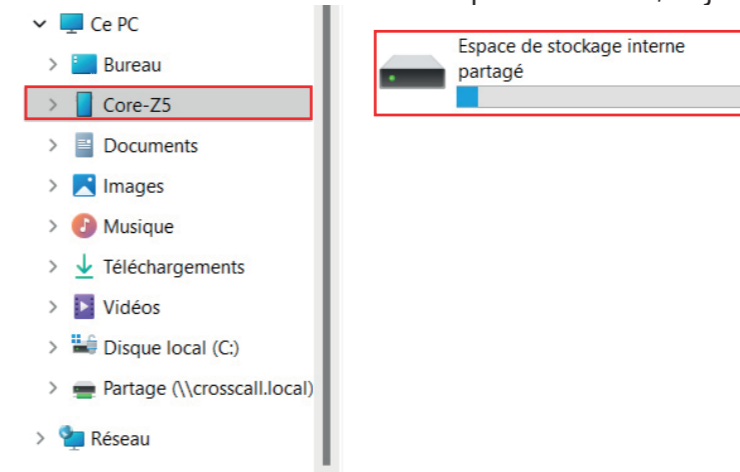 Ce PC
Bureau
Core-Z5
Documents
Images
Musique
Téléchargements
Vidéos
Disque local (C:)
Partage (\\crosscall.local)
Réseau
Espace de stockage interne
partagé